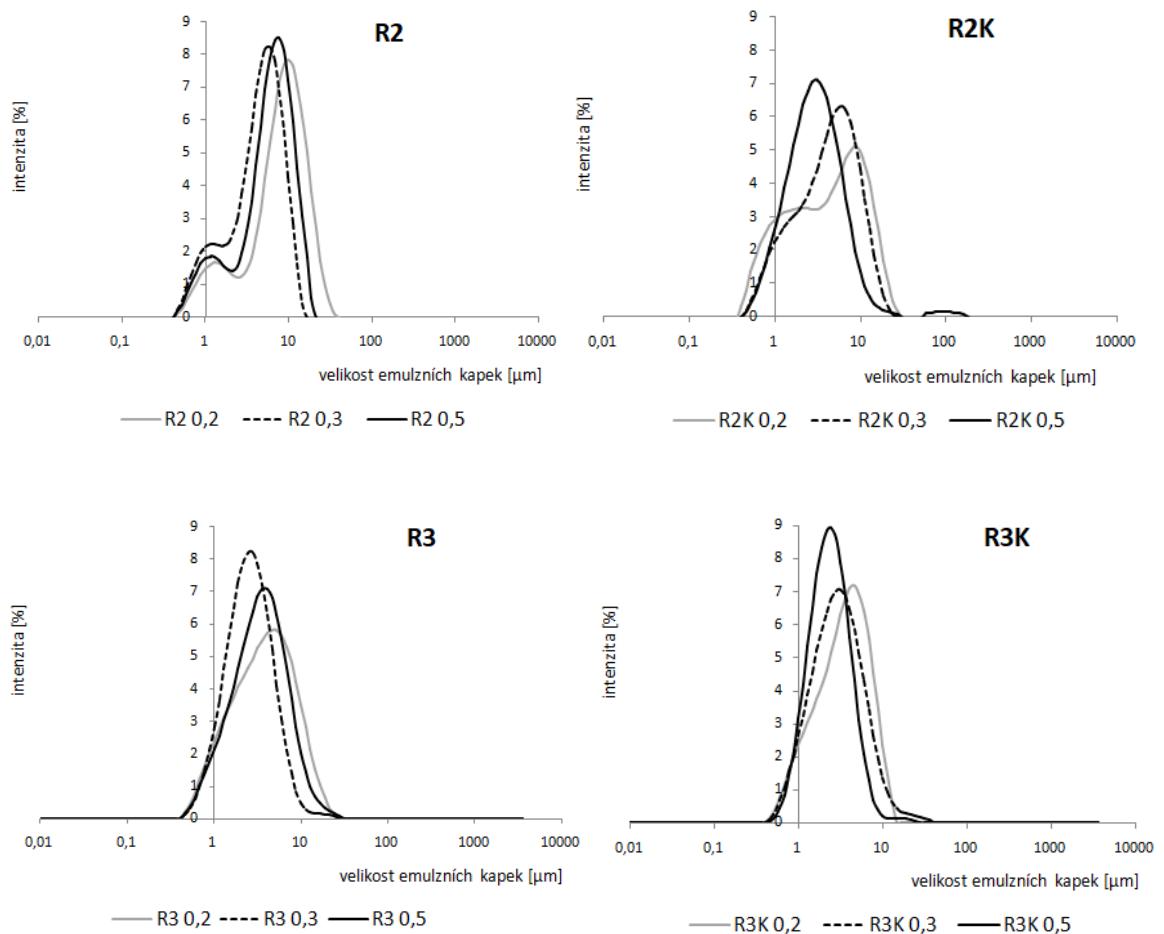 R2
9
8
7
6
5
4
3
2
1
0
intenzita [%]
0,01 0,1 1 10 100 1000 10000
velikost emulzních kapek [µm]
R2 0,2 R2 0,3 R2 0,5
R2K
9
8
7
6
5
4
3
2
1
0
intenzita [%]
0,01 0,1 1 10 100 1000 10000
velikost emulzních kapek [µm]
R2K 0,2 R2K 0,3 R2K 0,5
R3
9
8
7
6
5
4
3
2
1
0
intenzita [%]
0,01 0,1 1 10 100 1000 10000
velikost emulzních kapek [µm]
R3 0,2 R3 0,3 R3 0,5
R3K
9
8
7
6
5
4
3
2
1
0
intenzita [%]
0,01 0,1 1 10 100 1000 10000
velikost emulzních kapek [µm]
R3K 0,2 R3K 0,3 R3K 0,5